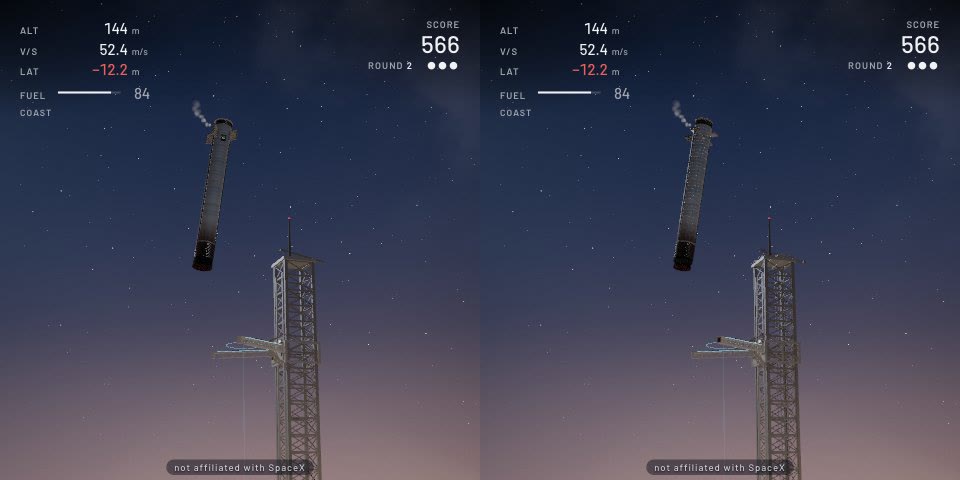 ALT 144 m
V/S 52.4 m/s
LAT −12.2 m
FUEL 84
COAST
SCORE
566
ROUND 2
not affiliated with SpaceX
ALT 144 m
V/S 52.4 m/s
LAT −12.2 m
FUEL 84
COAST
SCORE
566
ROUND 2
not affiliated with SpaceX